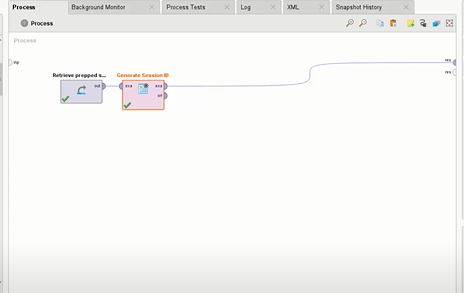 Process
Background Monitor
Process Tests
Log
XML
Snapshot History
Process
Process
inp
res
res
Retrieve prepped s...
Generate Session ID
out
exa
exa
ori